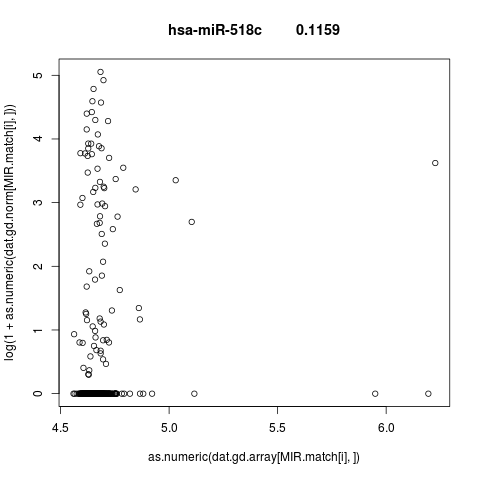 hsa-miR-518c 0.1159
log(1 + as.numeric(dat.gd.norm[MIR.match[i], ]))
5
4
3
2
1
0
4.5 5.0 5.5 6.0
as.numeric(dat.gd.array[MIR.match[i], ])